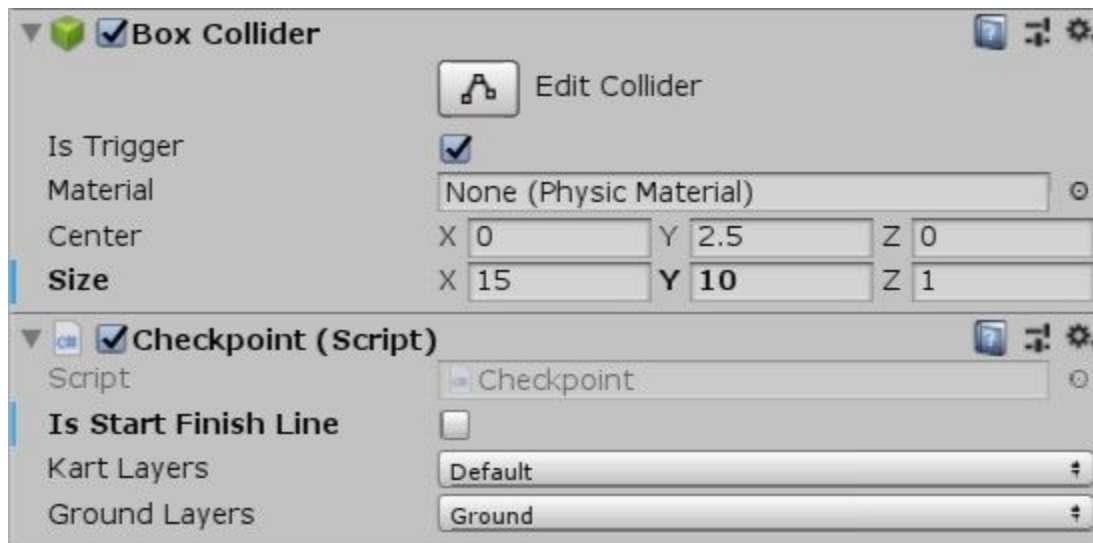 Box Collider
Edit Collider
Is Trigger
Material None (Physic Material)
Center X 0 Y 2.5 Z 0
Size X 15 Y 10 Z 1
Checkpoint (Script)
Script Checkpoint
Is Start Finish Line
Kart Layers Default
Ground Layers Ground